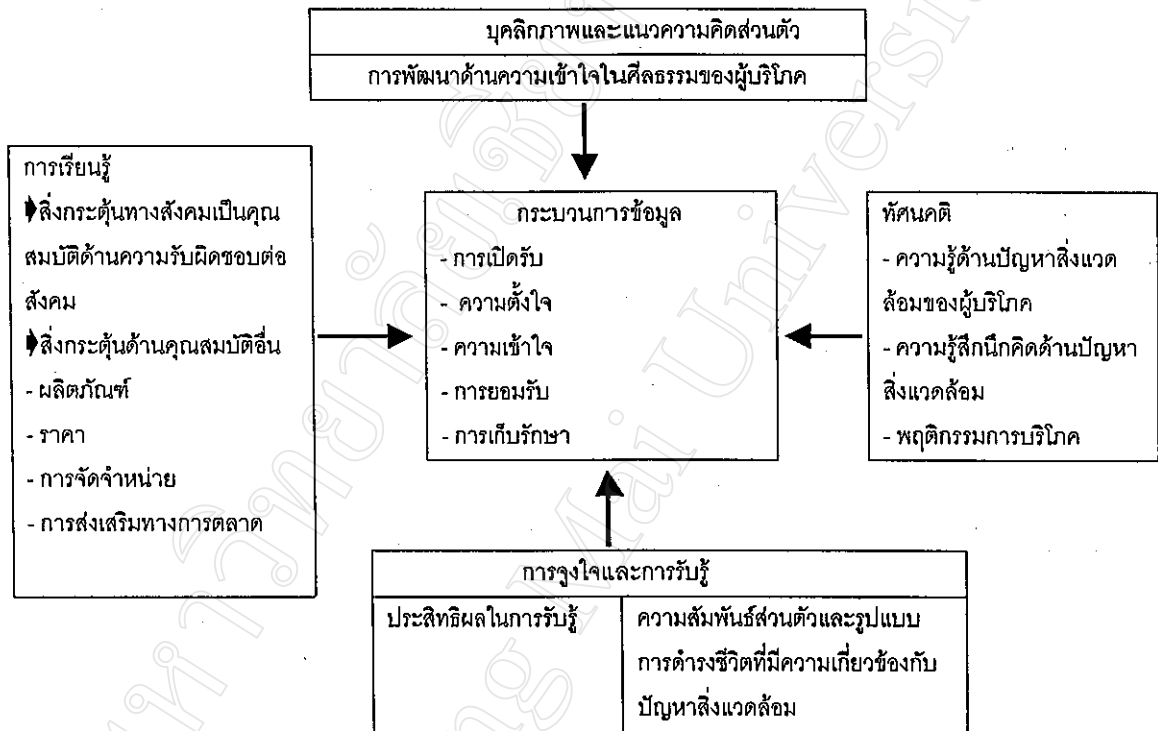 บุคลิกภาพและแนวความคิดส่วนตัว
การพัฒนาด้านความเข้าใจในศีลธรรมของผู้บริโภค
การเรียนรู้
สิ่งกระตุ้นทางสังคมเป็นคุณ
สมบัติด้านความรับผิดชอบต่อ
สังคม
สิ่งกระตุ้นด้านคุณสมบัติอื่น
- ผลิตภัณฑ์
- ราคา
- การจัดจำหน่าย
- การส่งเสริมทางการตลาด
กระบวนการข้อมูล
- การเปิดรับ
- ความตั้งใจ
- ความเข้าใจ
- การยอมรับ
- การเก็บรักษา
ทัศนคติ
- ความรู้ด้านปัญหาสิ่งแวด
ล้อมของผู้บริโภค
- ความรู้สึกนึกคิดด้านปัญหา
สิ่งแวดล้อม
- พฤติกรรมการบริโภค
การจูงใจและการรับรู้
ประสิทธิผลในการรับรู้
ความสัมพันธ์ส่วนตัวและรูปแบบ
การดำรงชีวิตที่มีความเกี่ยวข้องกับ
ปัญหาสิ่งแวดล้อม